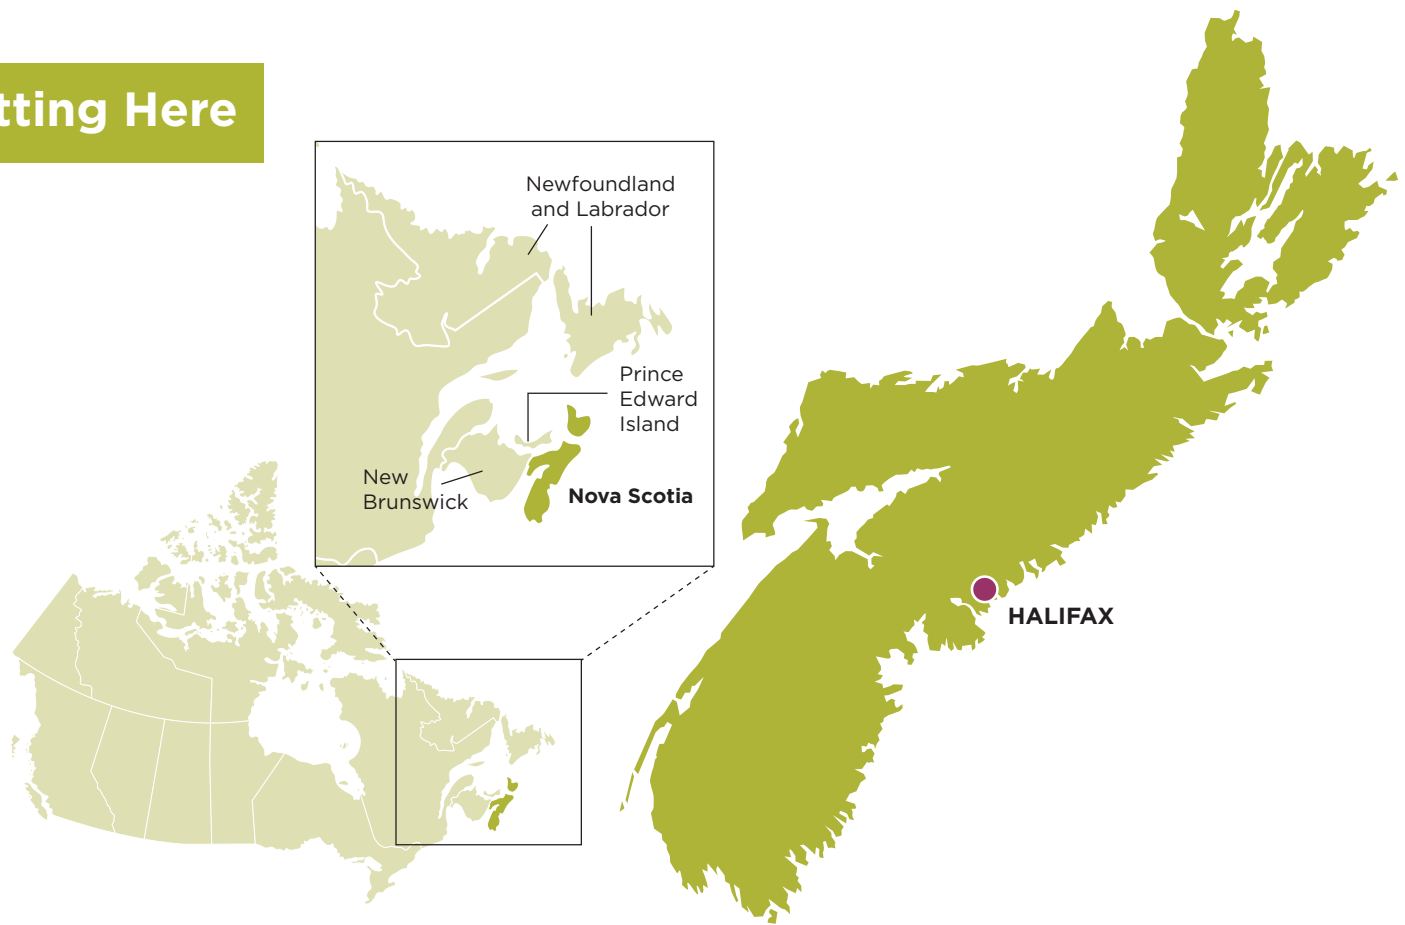 tting Here
Newfoundland
and Labrador
Prince
Edward
Island
New
Brunswick
Nova Scotia
HALIFAX